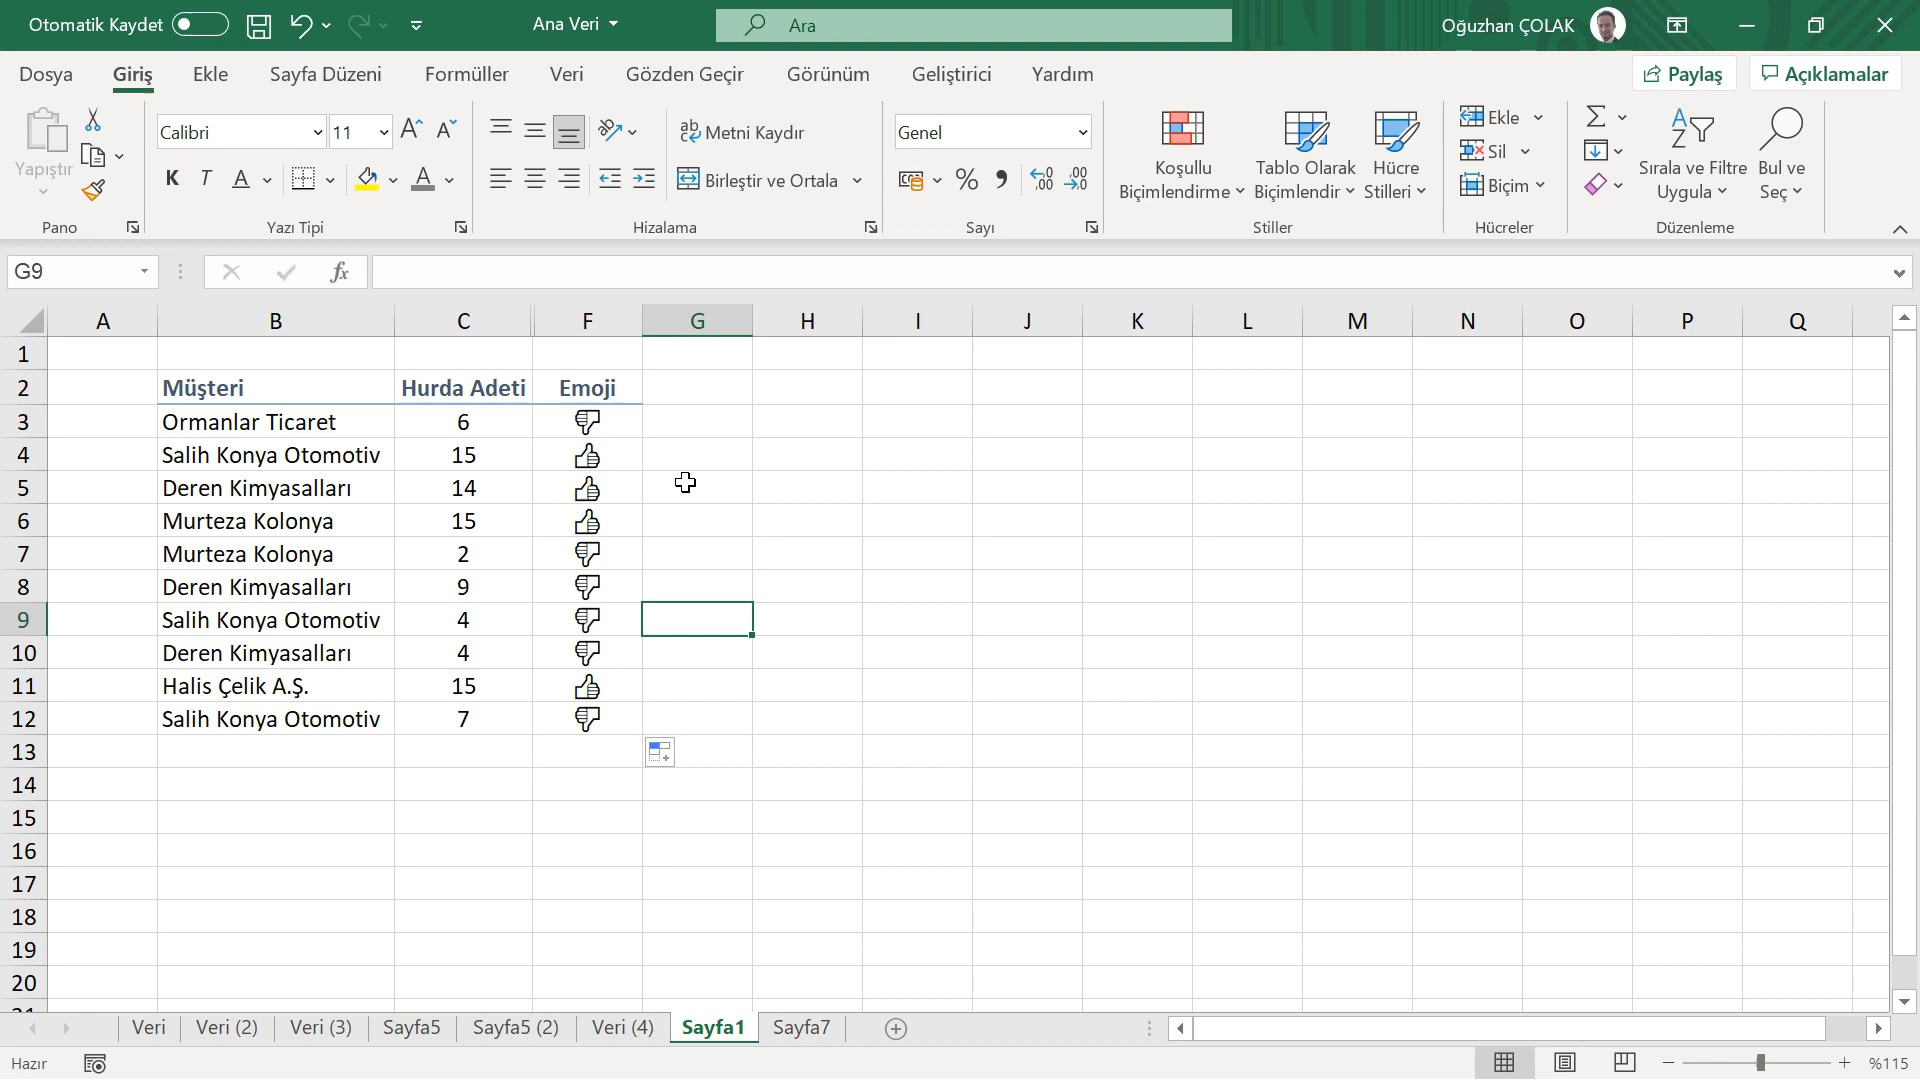 Otomatik Kaydet
Ana Veri
Ara
Oğuzhan ÇOLAK
Dosya Giriş Ekle Sayfa Düzeni Formüller Veri Gözden Geçir Görünüm Geliştirici Yardım
Paylaş
Açıklamalar
Yapıştır
Pano
Calibri 11
K T A
Yazı Tipi
Metni Kaydır
Birleştir ve Ortala
Hizalama
Genel
Sayı
Koşullu
Biçimlendirme
Tablo Olarak
Biçimlendir
Hücre
Stilleri
Stiller
Ekle
Sil
Biçim
Hücreler
Sırala ve Filtre
Uygula
Bul ve
Seç
Düzenleme
G9
fx
A B C F G H I J K L M N O P Q
1
2 Müşteri Hurda Adeti Emoji
3 Ormanlar Ticaret 6 👎
4 Salih Konya Otomotiv 15 👍
5 Deren Kimyasalları 14 👍
6 Murteza Kolonya 15 👍
7 Murteza Kolonya 2 👎
8 Deren Kimyasalları 9 👎
9 Salih Konya Otomotiv 4 👎
10 Deren Kimyasalları 4 👎
11 Halis Çelik A.Ş. 15 👍
12 Salih Konya Otomotiv 7 👎
13
14
15
16
17
18
19
20
Veri Veri (2) Veri (3) Sayfa5 Sayfa5 (2) Veri (4) Sayfa1 Sayfa7
Hazır
%115